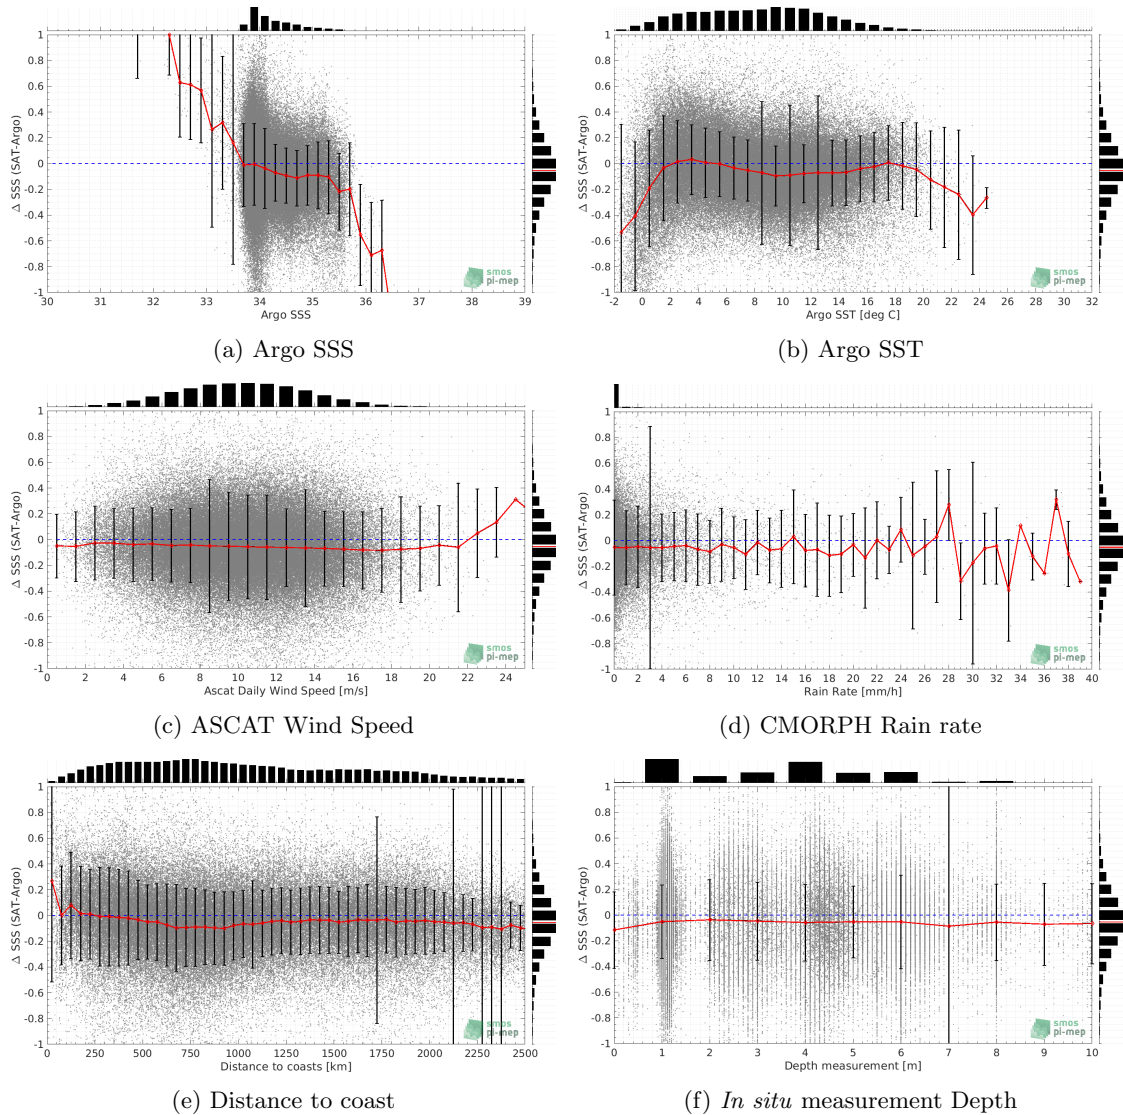 1
0.8
0.6
0.4
0.2
0
-0.2
-0.4
-0.6
-0.8
-1
Δ SSS (SAT-Argo)
30 31 32 33 34 35 36 37 38 39
Argo SSS
smos
pi-mep
(a) Argo SSS
1
0.8
0.6
0.4
0.2
0
-0.2
-0.4
-0.6
-0.8
-1
Δ SSS (SAT-Argo)
-2 0 2 4 6 8 10 12 14 16 18 20 22 24 26 28 30 32
Argo SST [deg C]
smos
pi-mep
(b) Argo SST
1
0.8
0.6
0.4
0.2
0
-0.2
-0.4
-0.6
-0.8
-1
Δ SSS (SAT-Argo)
0 2 4 6 8 10 12 14 16 18 20 22 24
Ascat Daily Wind Speed [m/s]
smos
pi-mep
(c) ASCAT Wind Speed
1
0.8
0.6
0.4
0.2
0
-0.2
-0.4
-0.6
-0.8
-1
Δ SSS (SAT-Argo)
0 2 4 6 8 10 12 14 16 18 20 22 24 26 28 30 32 34 36 38 40
Rain Rate [mm/h]
smos
pi-mep
(d) CMORPH Rain rate
1
0.8
0.6
0.4
0.2
0
-0.2
-0.4
-0.6
-0.8
-1
Δ SSS (SAT-Argo)
0 250 500 750 1000 1250 1500 1750 2000 2250 2500
Distance to coasts [km]
smos
pi-mep
(e) Distance to coast
1
0.8
0.6
0.4
0.2
0
-0.2
-0.4
-0.6
-0.8
-1
Δ SSS (SAT-Argo)
0 1 2 3 4 5 6 7 8 9 10
Depth measurement [m]
smos
pi-mep
(f) In situ measurement Depth